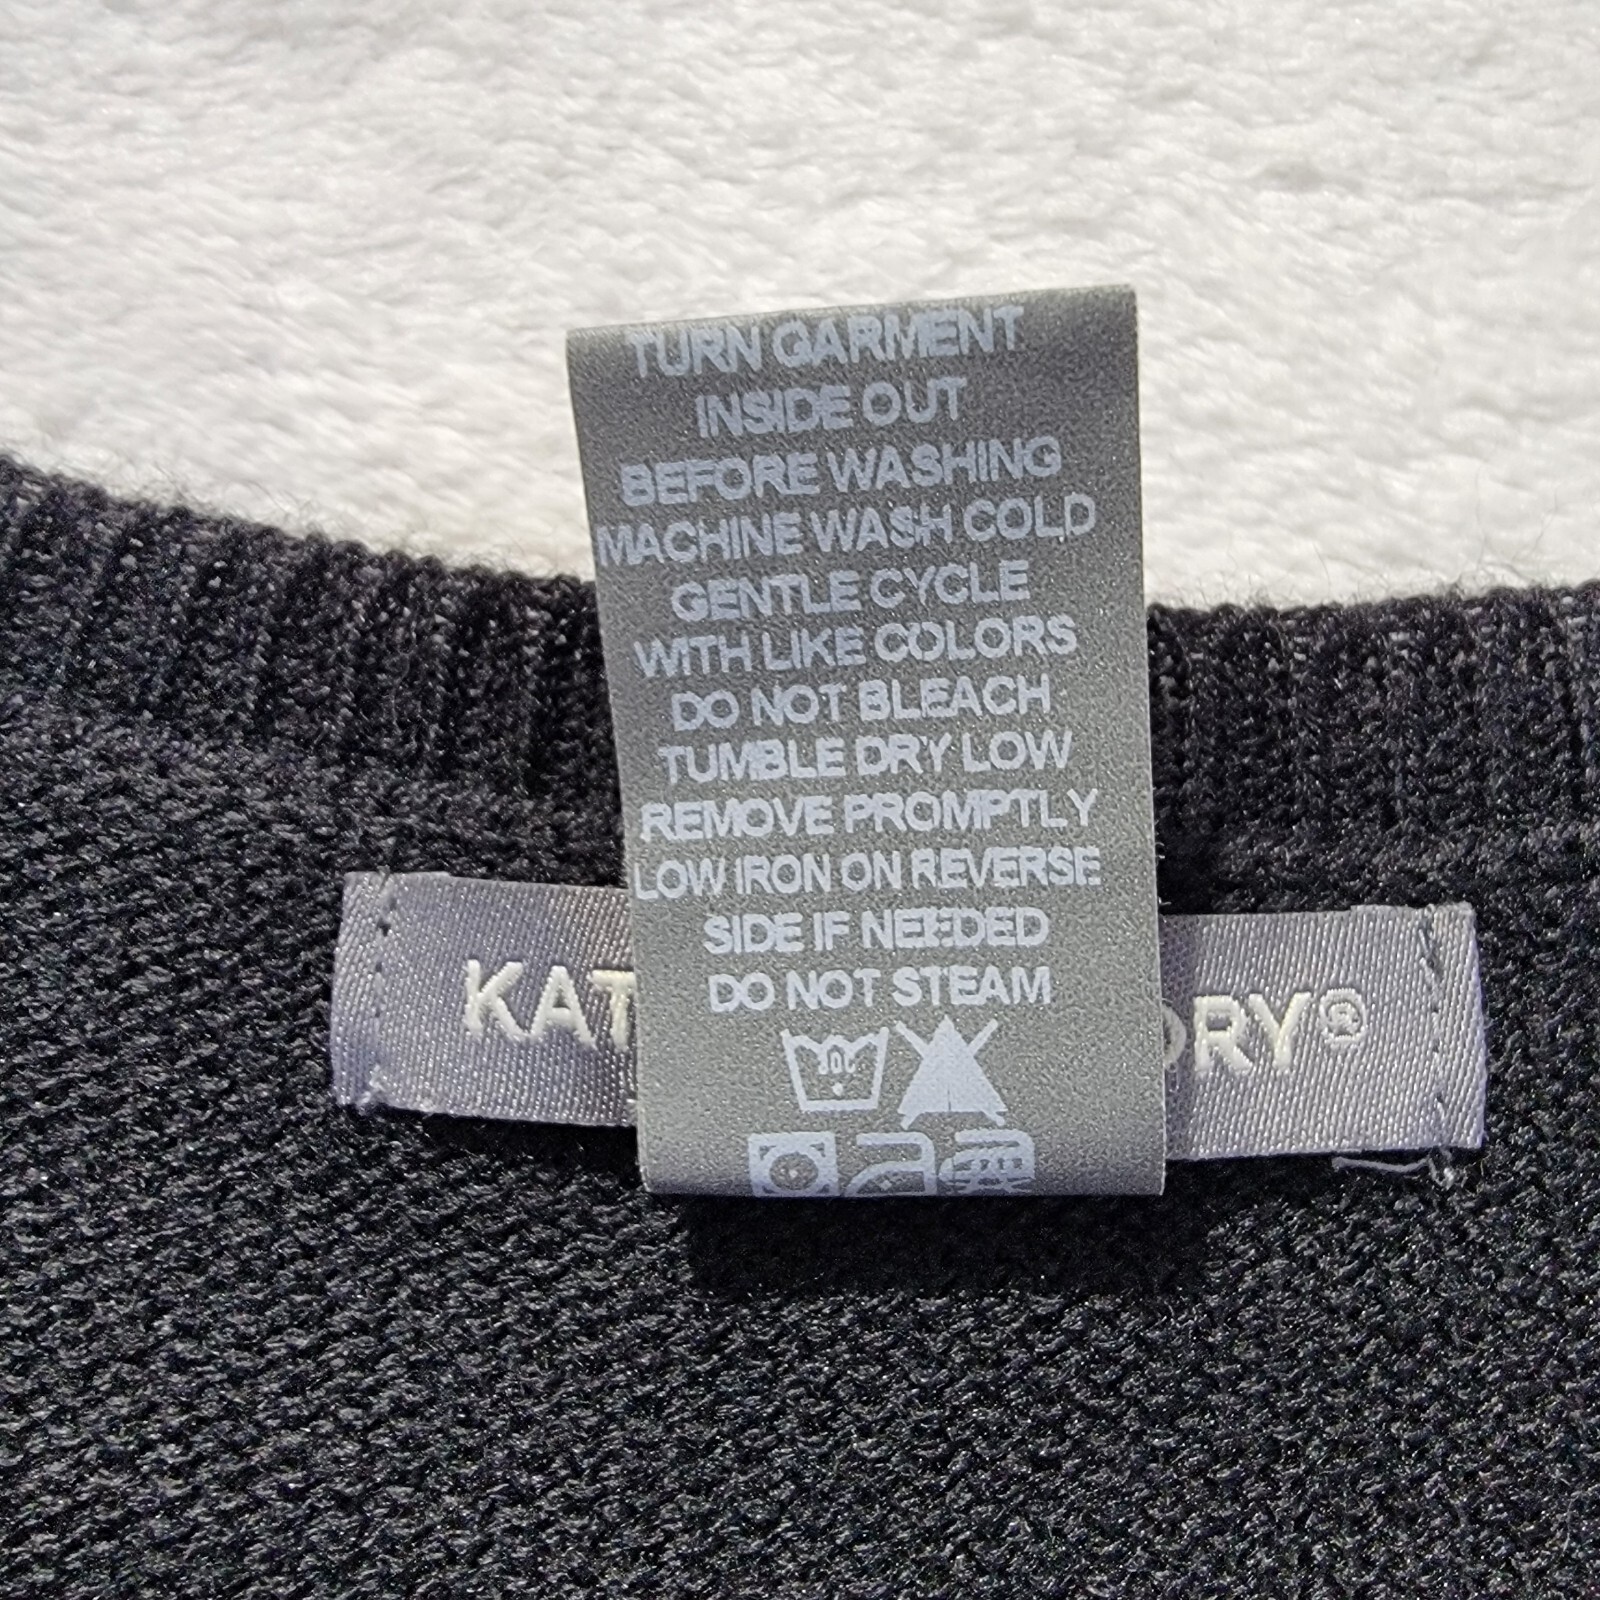 TURN GARMENT
INSIDE OUT
BEFORE WASHING
MACHINE WASH COLD
GENTLE CYCLE
WITH LIKE COLORS
DO NOT BLEACH
TUMBLE DRY LOW
REMOVE PROMPTLY
LOW IRON ON REVERSE
SIDE IF NEEDED
DO NOT STEAM
30C
KAT ORY®